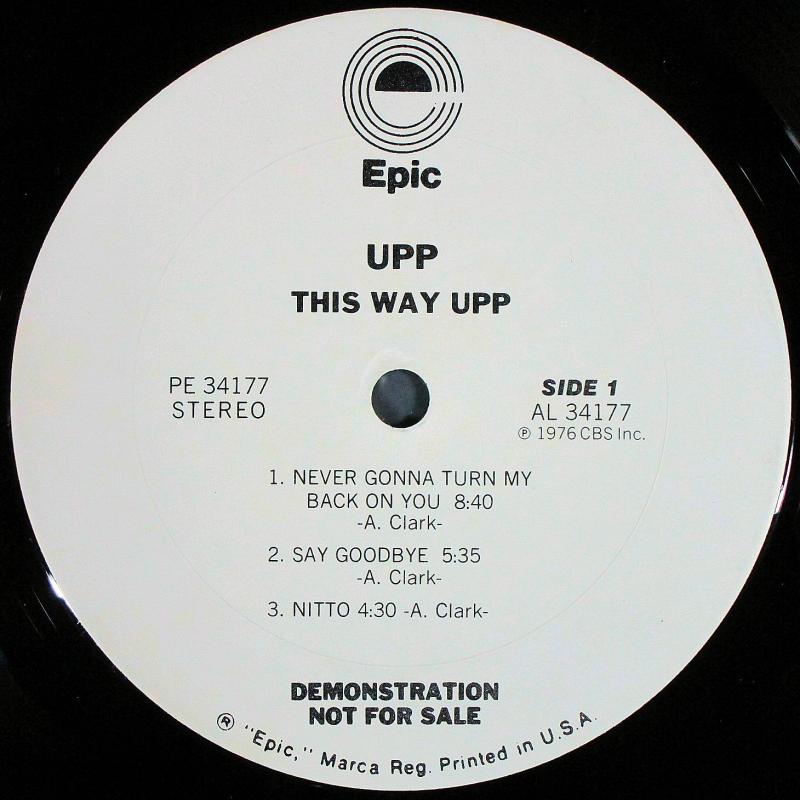 Epic
UPP
THIS WAY UPP
PE 34177
STEREO
SIDE 1
AL 34177
℗ 1976 CBS Inc.
1. NEVER GONNA TURN MY
BACK ON YOU 8:40
-A. Clark-
2. SAY GOODBYE 5:35
-A. Clark-
3. NITTO 4:30 -A. Clark-
DEMONSTRATION
NOT FOR SALE
® "Epic," Marca Reg. Printed in U.S.A.